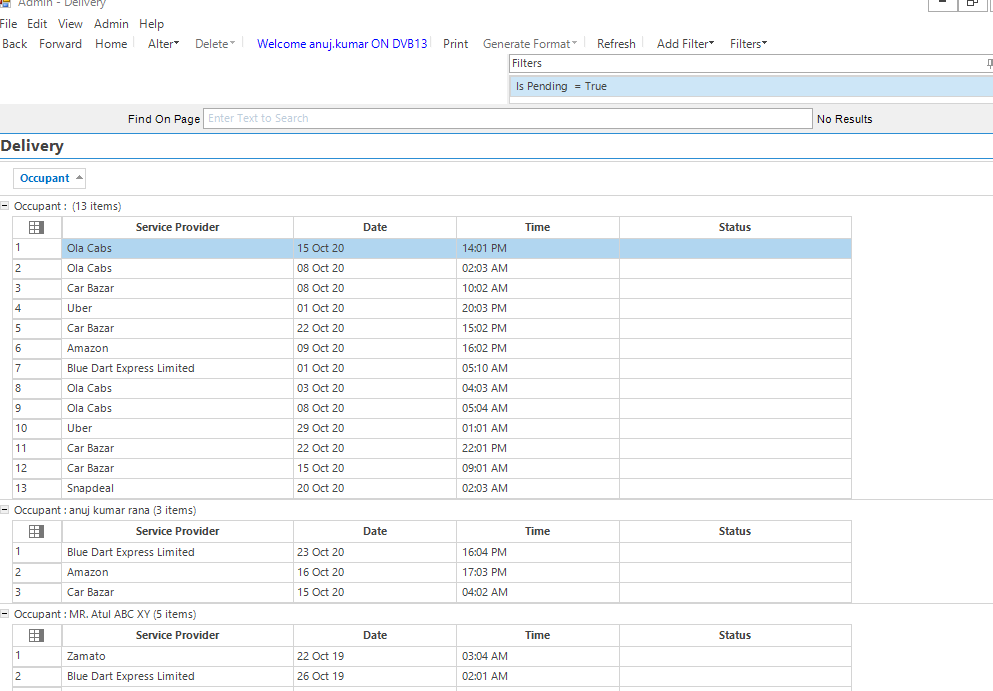 Admin - Delivery
File Edit View Admin Help
Back Forward Home Alter Delete Welcome anuj.kumar ON DVB13 Print Generate Format Refresh Add Filter Filters
Filters
Is Pending = True
Find On Page Enter Text to Search No Results
Delivery
Occupant
Occupant : (13 items)
Service Provider Date Time Status
1 Ola Cabs 15 Oct 20 14:01 PM
2 Ola Cabs 08 Oct 20 02:03 AM
3 Car Bazar 08 Oct 20 10:02 AM
4 Uber 01 Oct 20 20:03 PM
5 Car Bazar 22 Oct 20 15:02 PM
6 Amazon 09 Oct 20 16:02 PM
7 Blue Dart Express Limited 01 Oct 20 05:10 AM
8 Ola Cabs 03 Oct 20 04:03 AM
9 Ola Cabs 08 Oct 20 05:04 AM
10 Uber 29 Oct 20 01:01 AM
11 Car Bazar 22 Oct 20 22:01 PM
12 Car Bazar 15 Oct 20 09:01 AM
13 Snapdeal 20 Oct 20 02:03 AM
Occupant : anuj kumar rana (3 items)
Service Provider Date Time Status
1 Blue Dart Express Limited 23 Oct 20 16:04 PM
2 Amazon 16 Oct 20 17:03 PM
3 Car Bazar 15 Oct 20 04:02 AM
Occupant : MR. Atul ABC XY (5 items)
Service Provider Date Time Status
1 Zamato 22 Oct 19 03:04 AM
2 Blue Dart Express Limited 26 Oct 19 02:01 AM